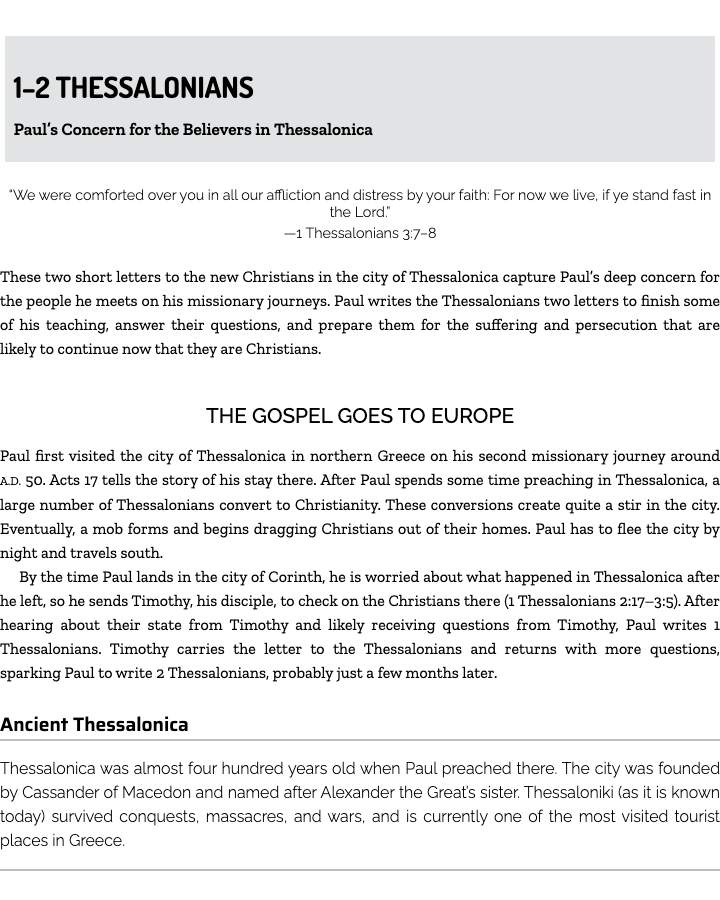 1–2 THESSALONIANS
Paul’s Concern for the Believers in Thessalonica
“We were comforted over you in all our affliction and distress by your faith: For now we live, if ye stand fast in
the Lord.”
—1 Thessalonians 3:7–8
These two short letters to the new Christians in the city of Thessalonica capture Paul’s deep concern for
the people he meets on his missionary journeys. Paul writes the Thessalonians two letters to finish some
of his teaching, answer their questions, and prepare them for the suffering and persecution that are
likely to continue now that they are Christians.
THE GOSPEL GOES TO EUROPE
Paul first visited the city of Thessalonica in northern Greece on his second missionary journey around
A.D. 50. Acts 17 tells the story of his stay there. After Paul spends some time preaching in Thessalonica, a
large number of Thessalonians convert to Christianity. These conversions create quite a stir in the city.
Eventually, a mob forms and begins dragging Christians out of their homes. Paul has to flee the city by
night and travels south.
By the time Paul lands in the city of Corinth, he is worried about what happened in Thessalonica after
he left, so he sends Timothy, his disciple, to check on the Christians there (1 Thessalonians 2:17–3:5). After
hearing about their state from Timothy and likely receiving questions from Timothy, Paul writes 1
Thessalonians. Timothy carries the letter to the Thessalonians and returns with more questions,
sparking Paul to write 2 Thessalonians, probably just a few months later.
Ancient Thessalonica
Thessalonica was almost four hundred years old when Paul preached there. The city was founded
by Cassander of Macedon and named after Alexander the Great’s sister. Thessaloniki (as it is known
today) survived conquests, massacres, and wars, and is currently one of the most visited tourist
places in Greece.